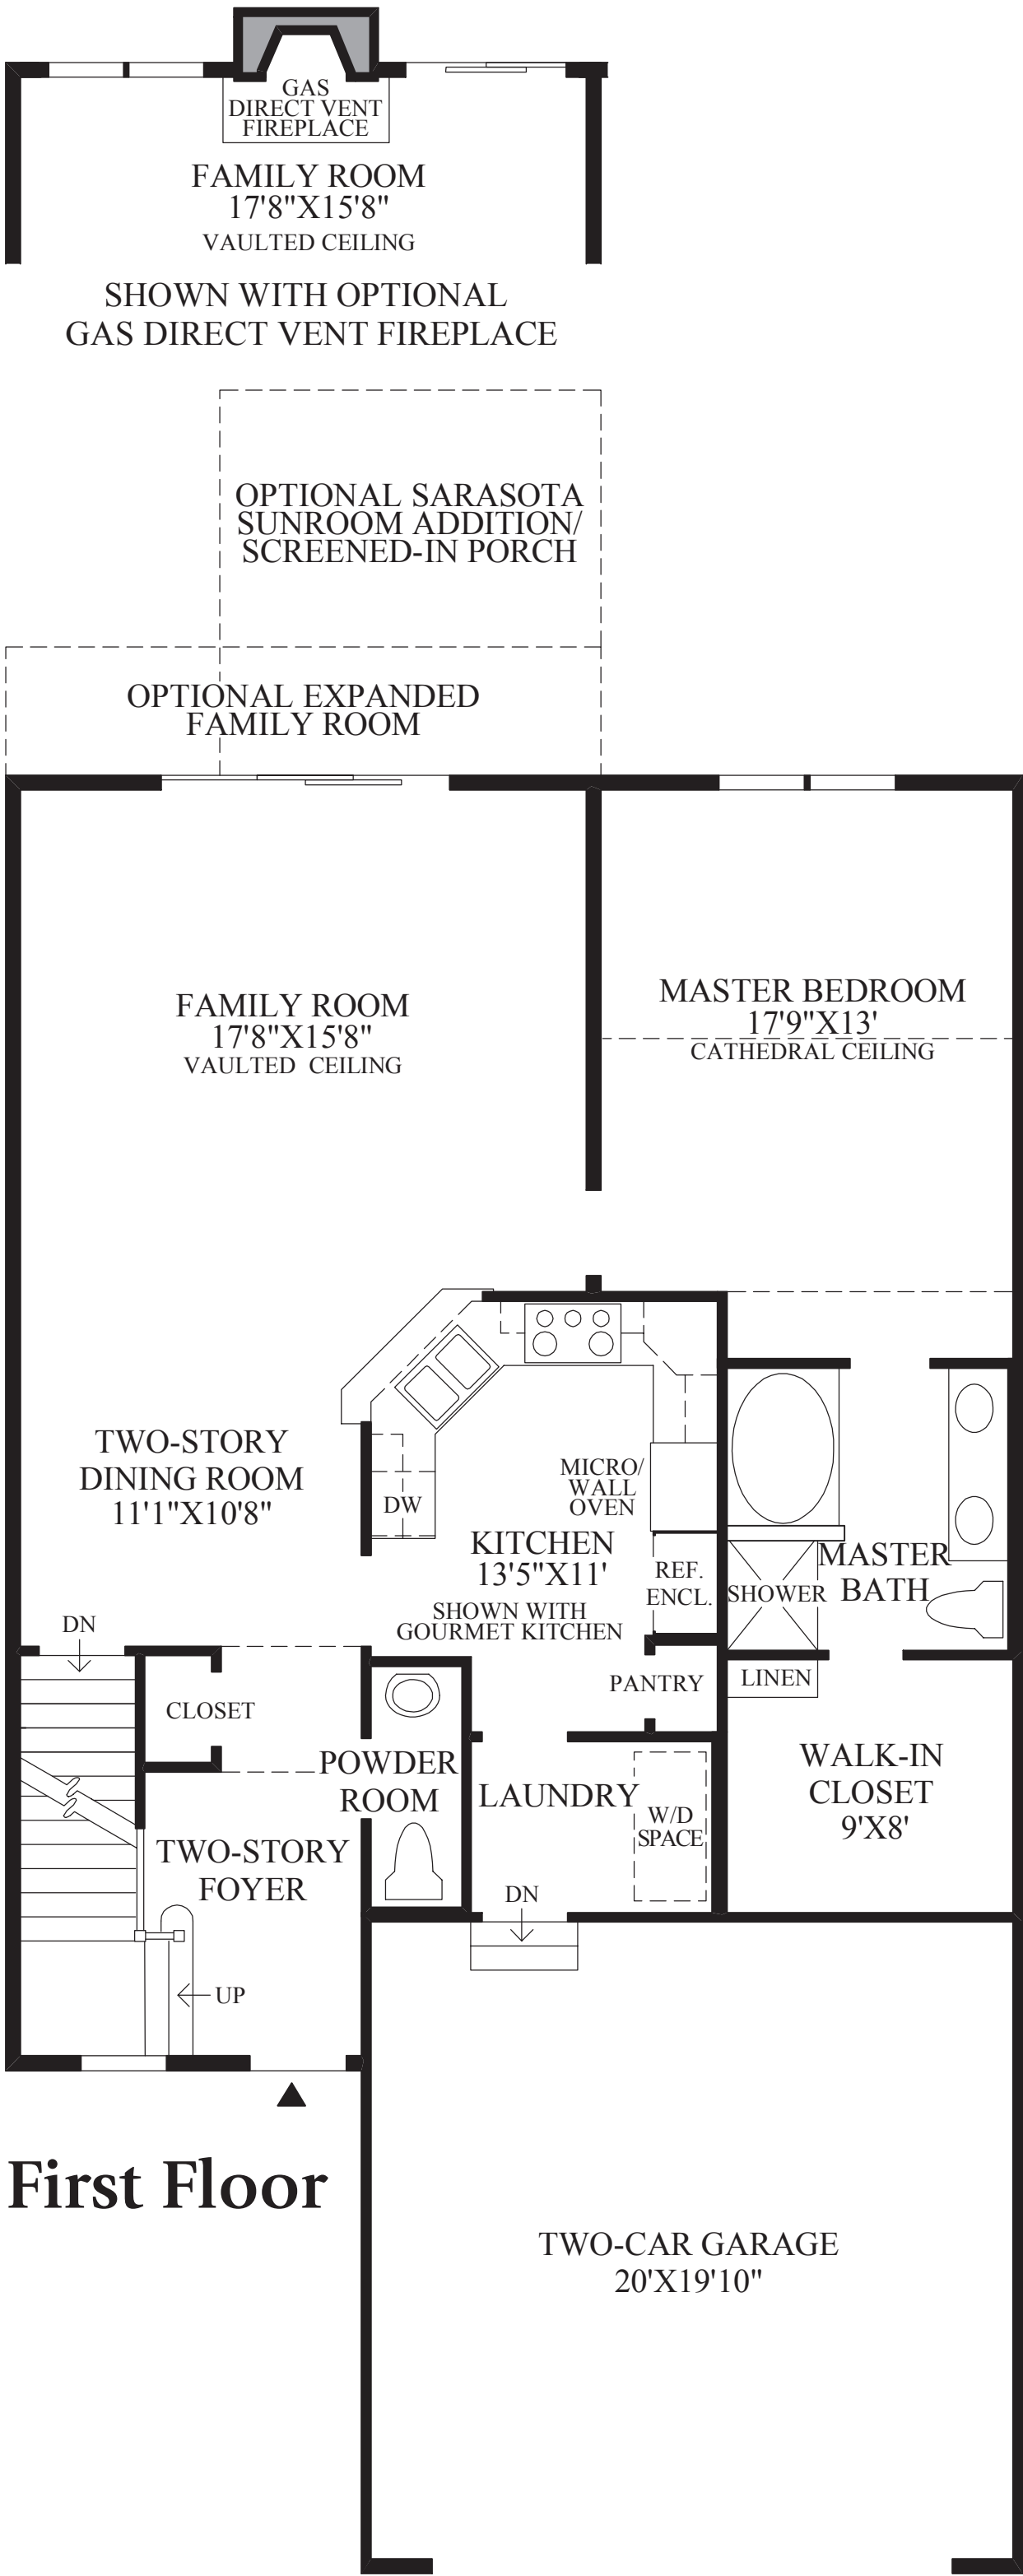 GAS
DIRECT VENT
FIREPLACE
FAMILY ROOM
17'8"X15'8"
VAULTED CEILING
SHOWN WITH OPTIONAL
GAS DIRECT VENT FIREPLACE
OPTIONAL SARASOTA
SUNROOM ADDITION/
SCREENED-IN PORCH
OPTIONAL EXPANDED
FAMILY ROOM
FAMILY ROOM
17'8"X15'8"
VAULTED CEILING
MASTER BEDROOM
17'9"X13'
CATHEDRAL CEILING
TWO-STORY
DINING ROOM
11'1"X10'8"
DW
MICRO/
WALL
OVEN
KITCHEN
13'5"X11'
SHOWN WITH
GOURMET KITCHEN
REF.
ENCL.
SHOWER
MASTER
BATH
DN
CLOSET
PANTRY
LINEN
POWDER
ROOM
LAUNDRY
W/D
SPACE
WALK-IN
CLOSET
9'X8'
TWO-STORY
FOYER
DN
UP
First Floor
TWO-CAR GARAGE
20'X19'10"